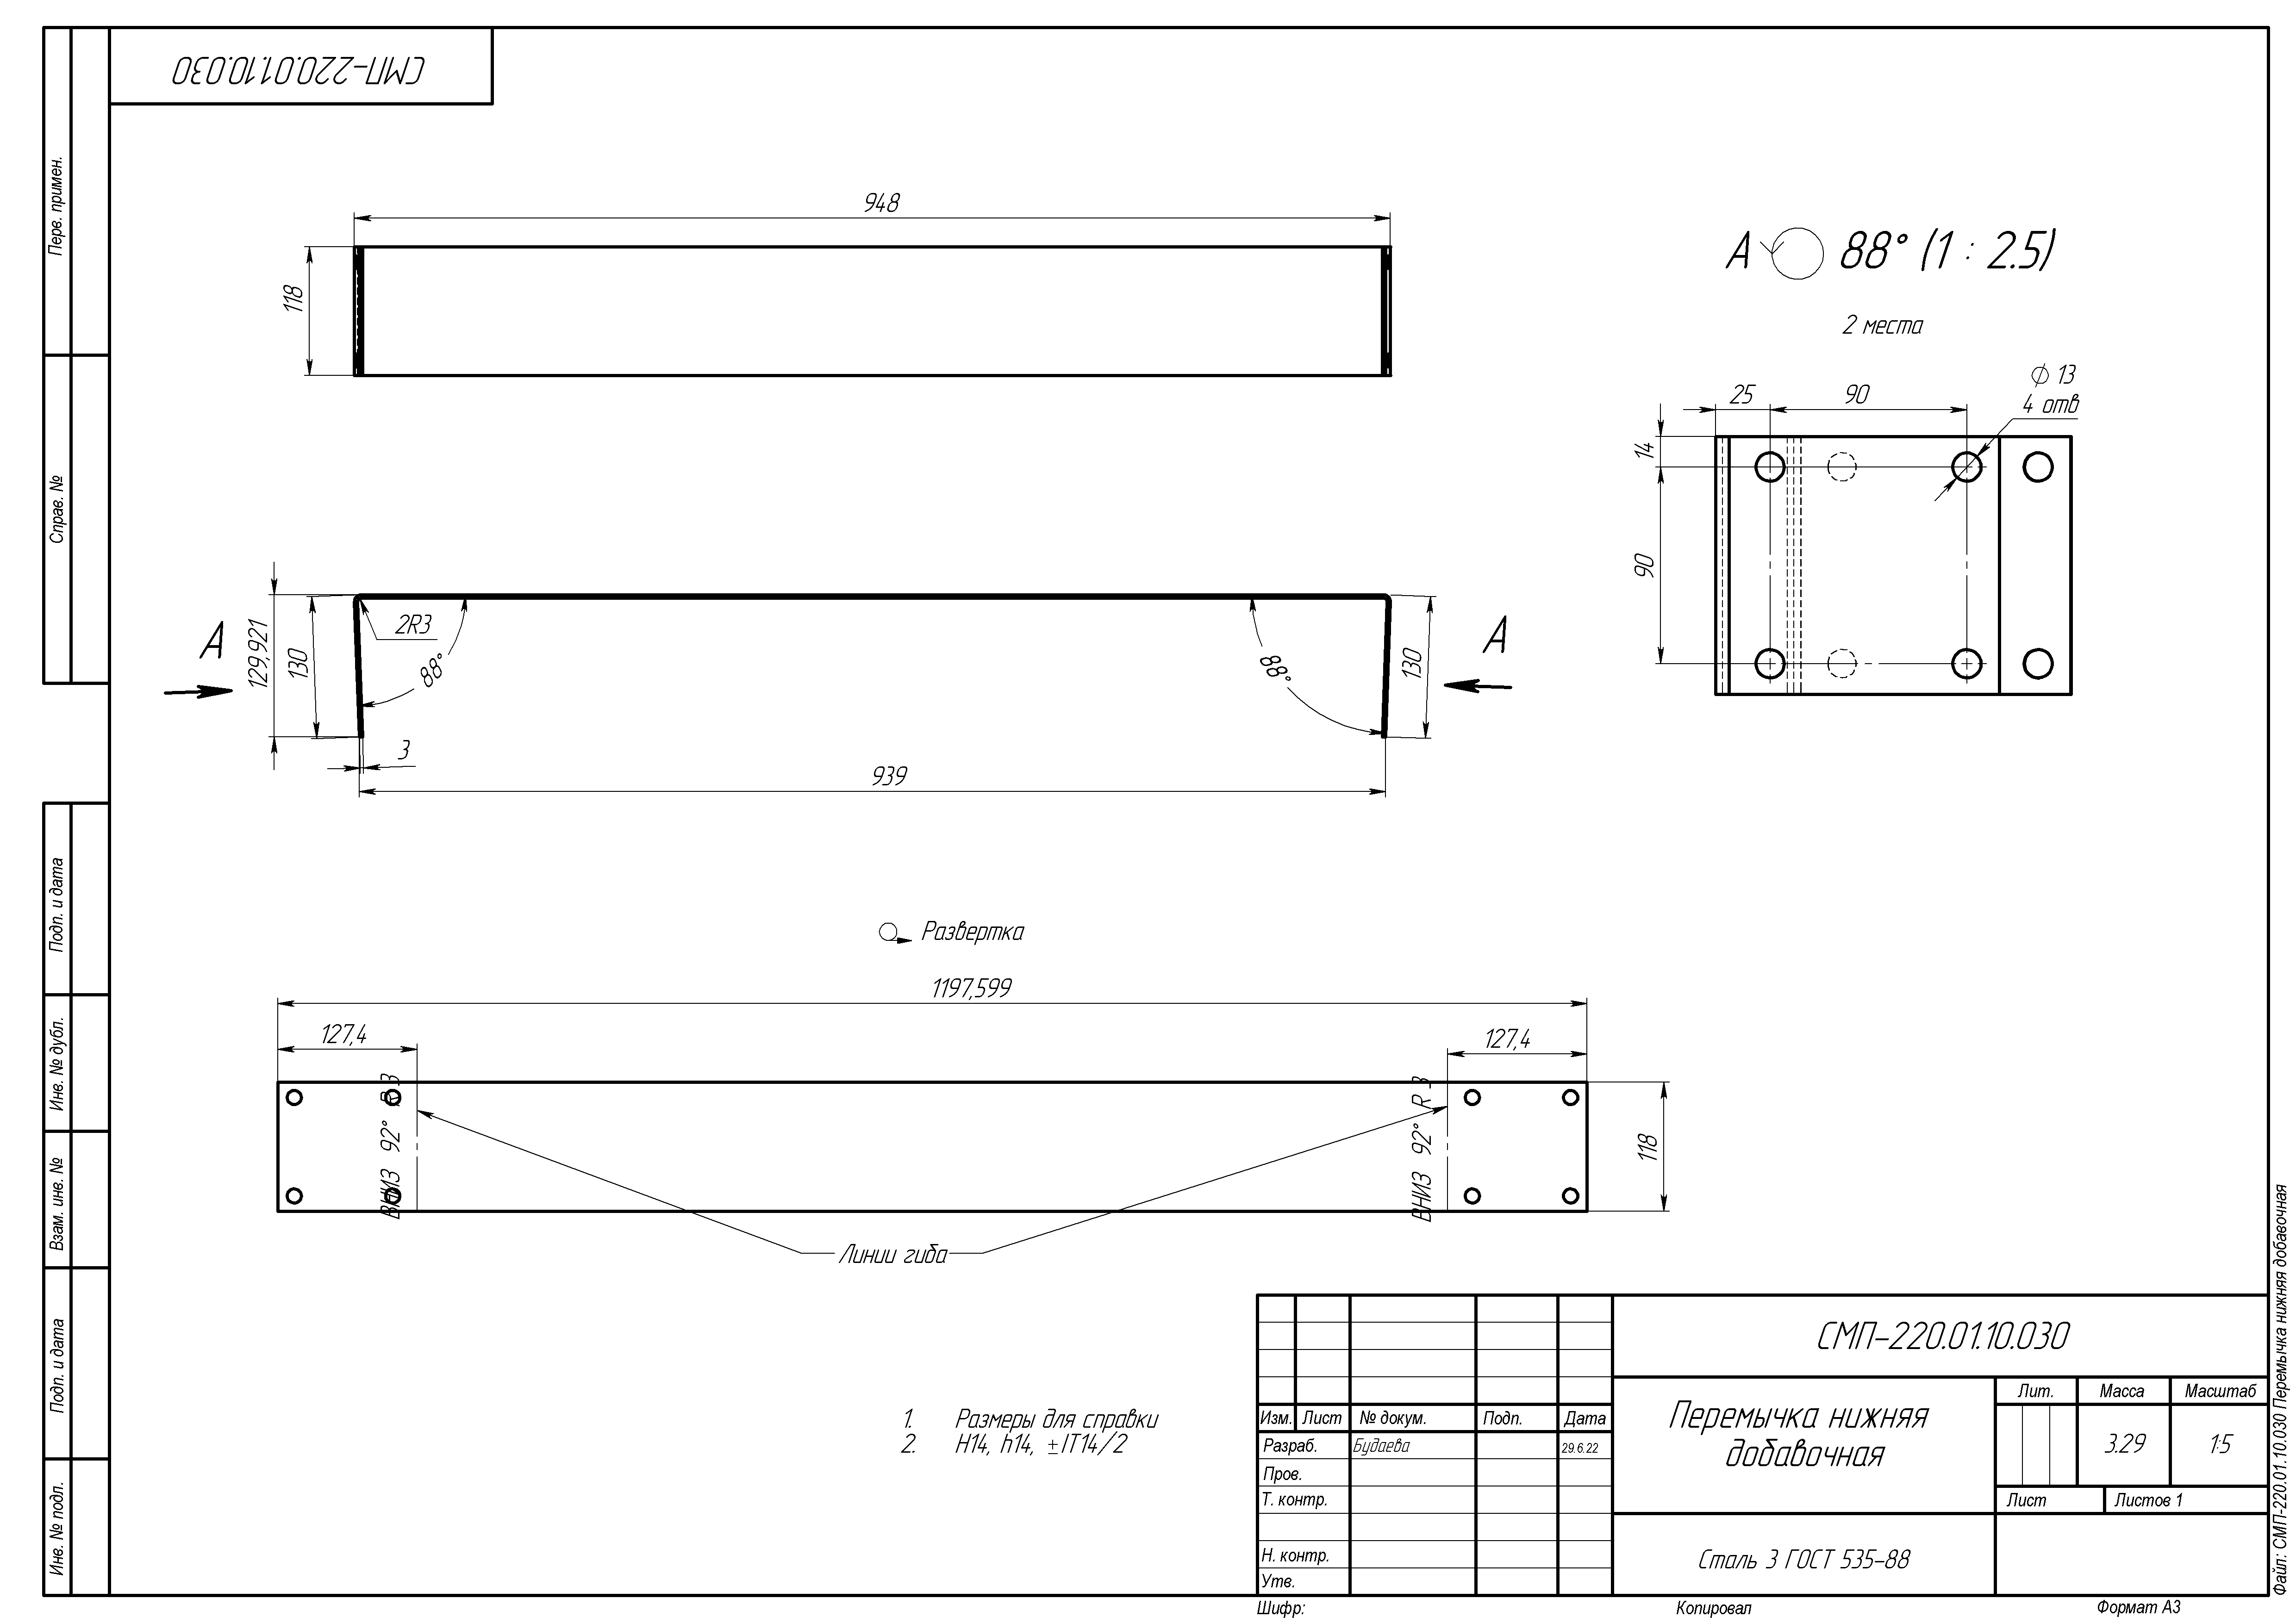 СМП-220.01.10.030
Перв. примен.
Справ. №
Подп. и дата
Инв. № дубл.
Взам. инв. №
Подп. и дата
Инв. № подл.
948
118
А 88° (1 : 2.5)
2 места
25
90
⌀ 13
4 отв
14
90
А
129,921
130
2R3
88°
88°
130
А
3
939
Развертка
1197,599
127,4
127,4
ВНИЗ 92° R 3
ВНИЗ 92° R 3
118
Линии гиба
1. Размеры для справки
2. H14, h14, ±IT14/2
СМП-220.01.10.030
Изм. Лист № докум. Подп. Дата
Разраб. Будаева 29.6.22
Пров.
Т. контр.
Н. контр.
Утв.
Перемычка нижняя
добавочная
Лит. Масса Масштаб
3.29 1:5
Лист Листов 1
Сталь 3 ГОСТ 535-88
Шифр: Копировал Формат А3
Файл: СМП-220.01.10.030 Перемычка нижняя добавочная